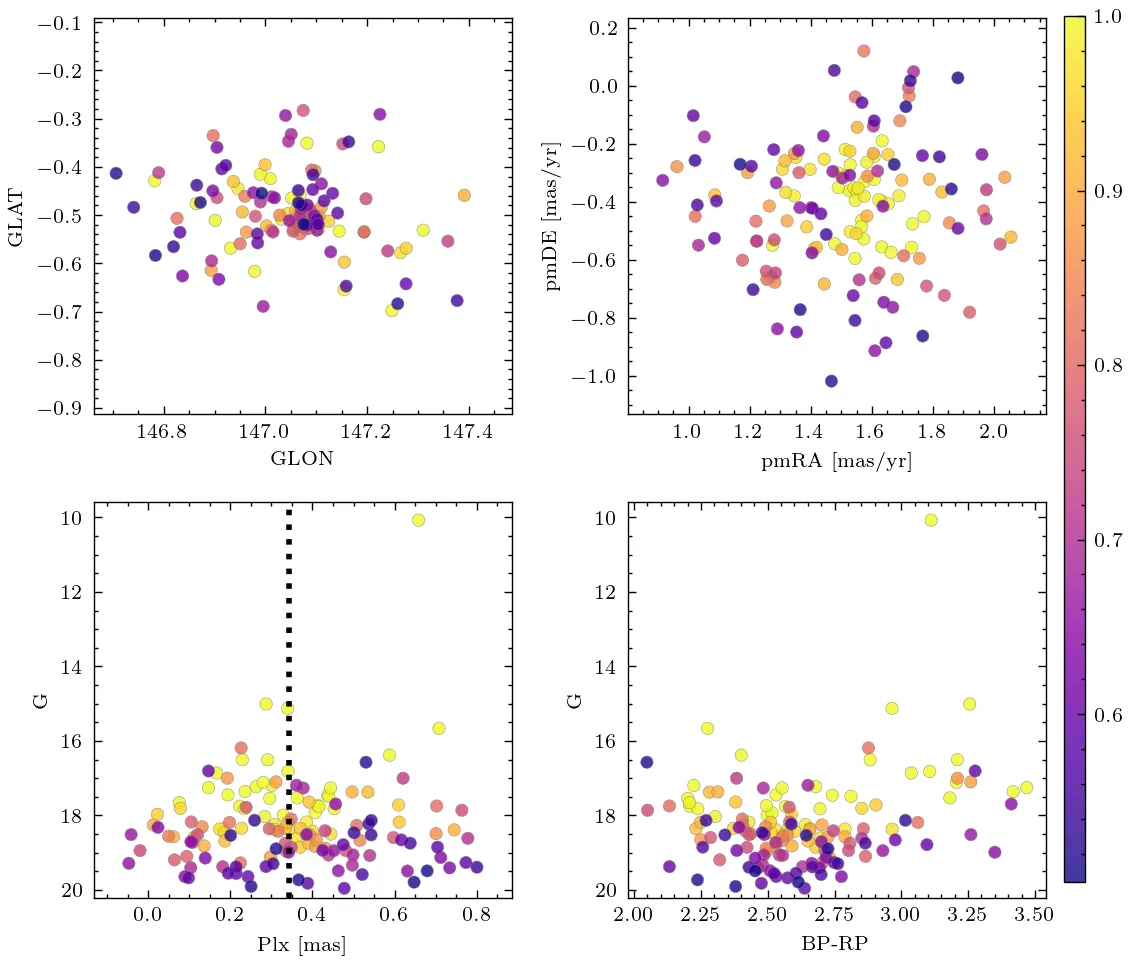 −0.1
−0.2
−0.3
−0.4
−0.5
−0.6
−0.7
−0.8
−0.9
GLAT
146.8 147.0 147.2 147.4
GLON
0.2
0.0
−0.2
−0.4
−0.6
−0.8
−1.0
pmDE [mas/yr]
1.0 1.2 1.4 1.6 1.8 2.0
pmRA [mas/yr]
1.0
0.9
0.8
0.7
0.6
10
12
14
16
18
20
G
0.0 0.2 0.4 0.6 0.8
Plx [mas]
10
12
14
16
18
20
G
2.00 2.25 2.50 2.75 3.00 3.25 3.50
BP-RP